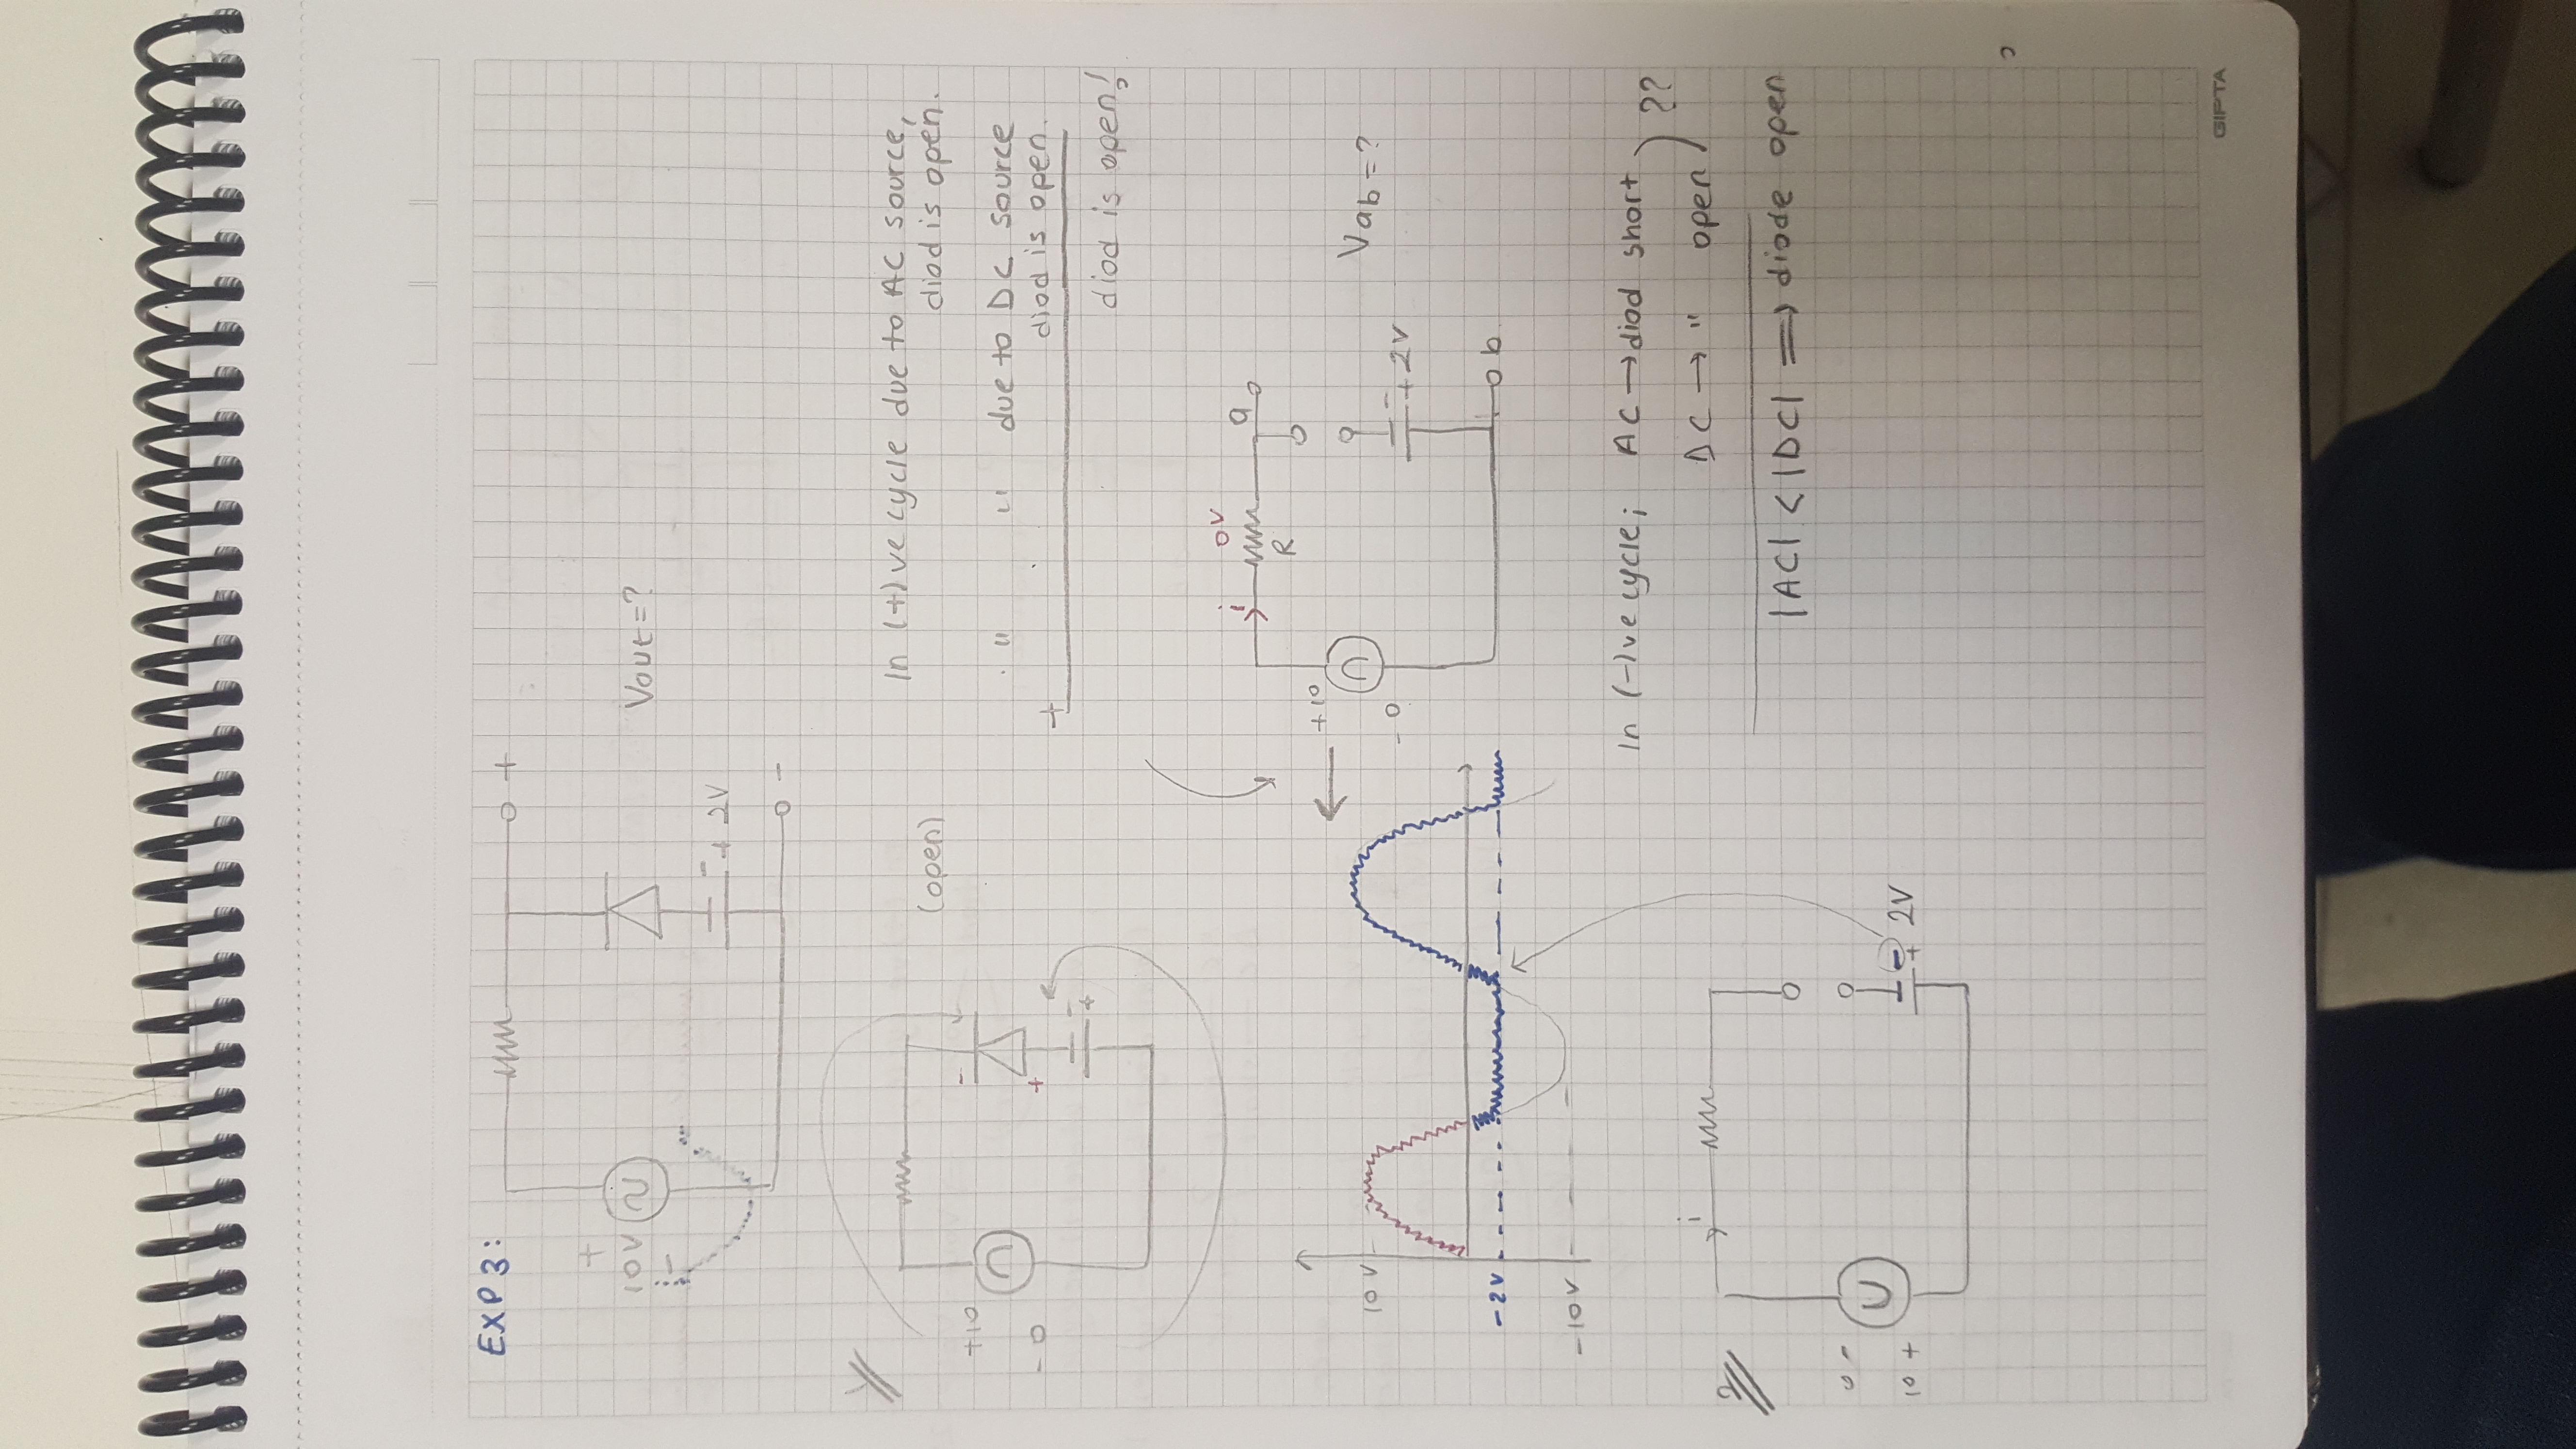 EXP 3:
+
+
10V
Vout=?
-
-
+ 2V
-
In (+)ve cycle due to AC source,
diod is open.
(open)
+10
-
" " due to DC source
diod is open.
- 0
+
-
+
+
diod is open!
i
0V
a
R
+10
10V
Vab=?
- 0
-
+ 2V
-2V
b
-10V
In (-)ve cycle; AC → diod short
??
DC → " open
i
|AC| < |DC| ⟹ diode open
0 -
10 +
-
+
2V
GIPTA